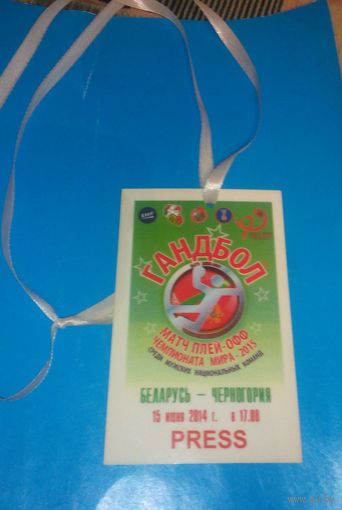 ГАНДБОЛ
МАТЧ ПЛЕЙ-ОФФ
ЧЕМПИОНАТА МИРА-2015
СРЕДИ МУЖСКИХ НАЦИОНАЛЬНЫХ КОМАНД
БЕЛАРУСЬ – ЧЕРНОГОРИЯ
15 июня 2014 г. в 17.00
PRESS